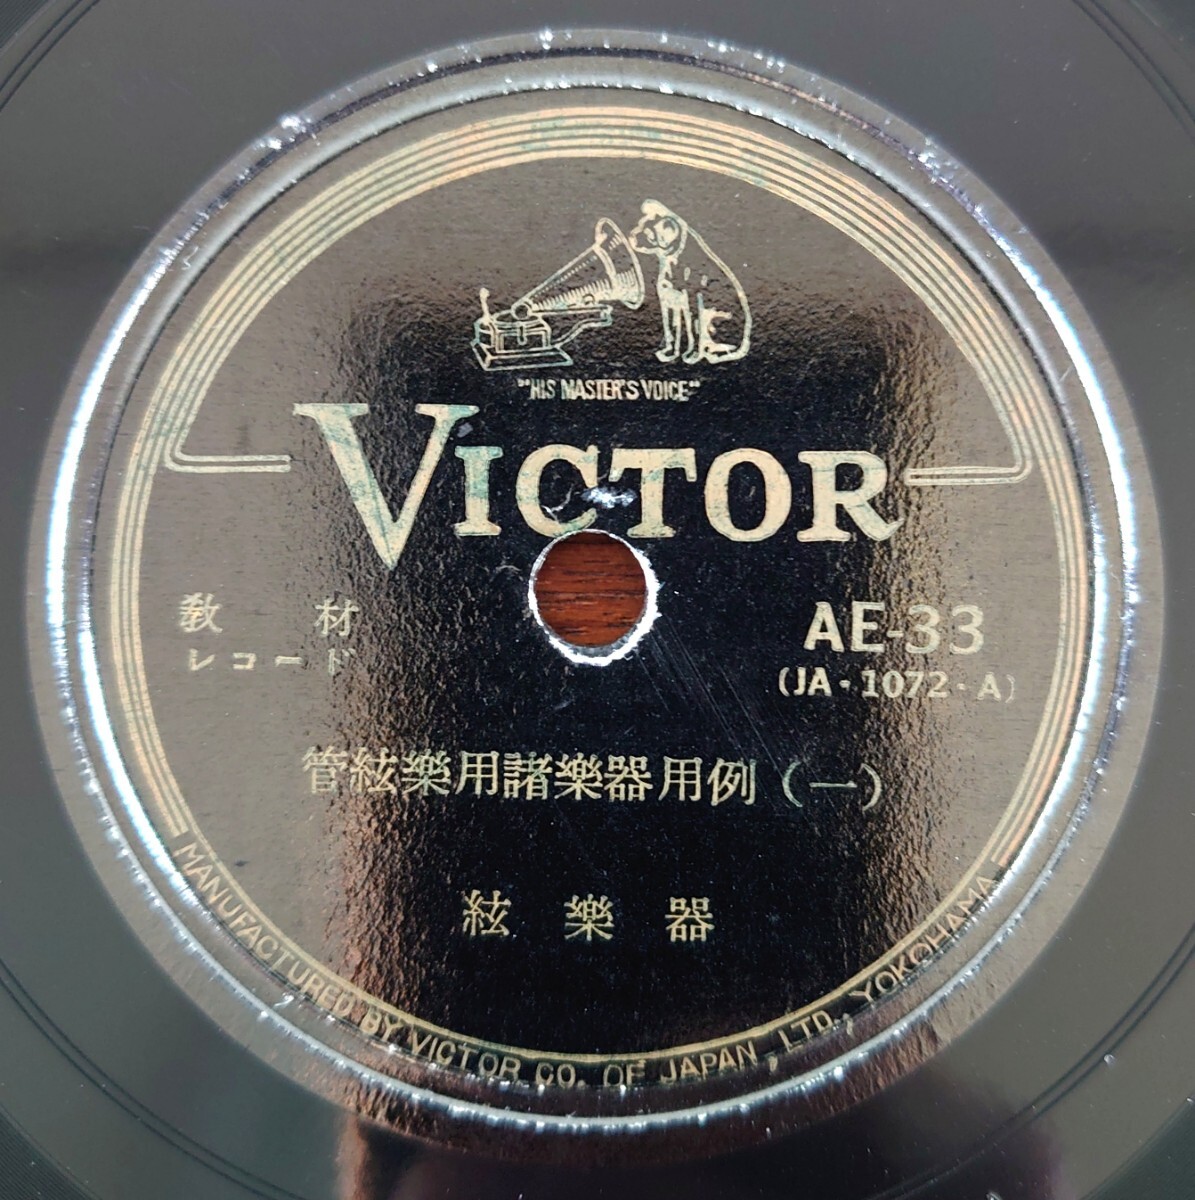 "HIS MASTER'S VOICE"
VICTOR
教材
レコード
AE-33
(JA・1072・A)
管絃樂用諸樂器用例(一)
絃樂器
MANUFACTURED BY VICTOR CO. OF JAPAN, LTD., YOKOHAMA